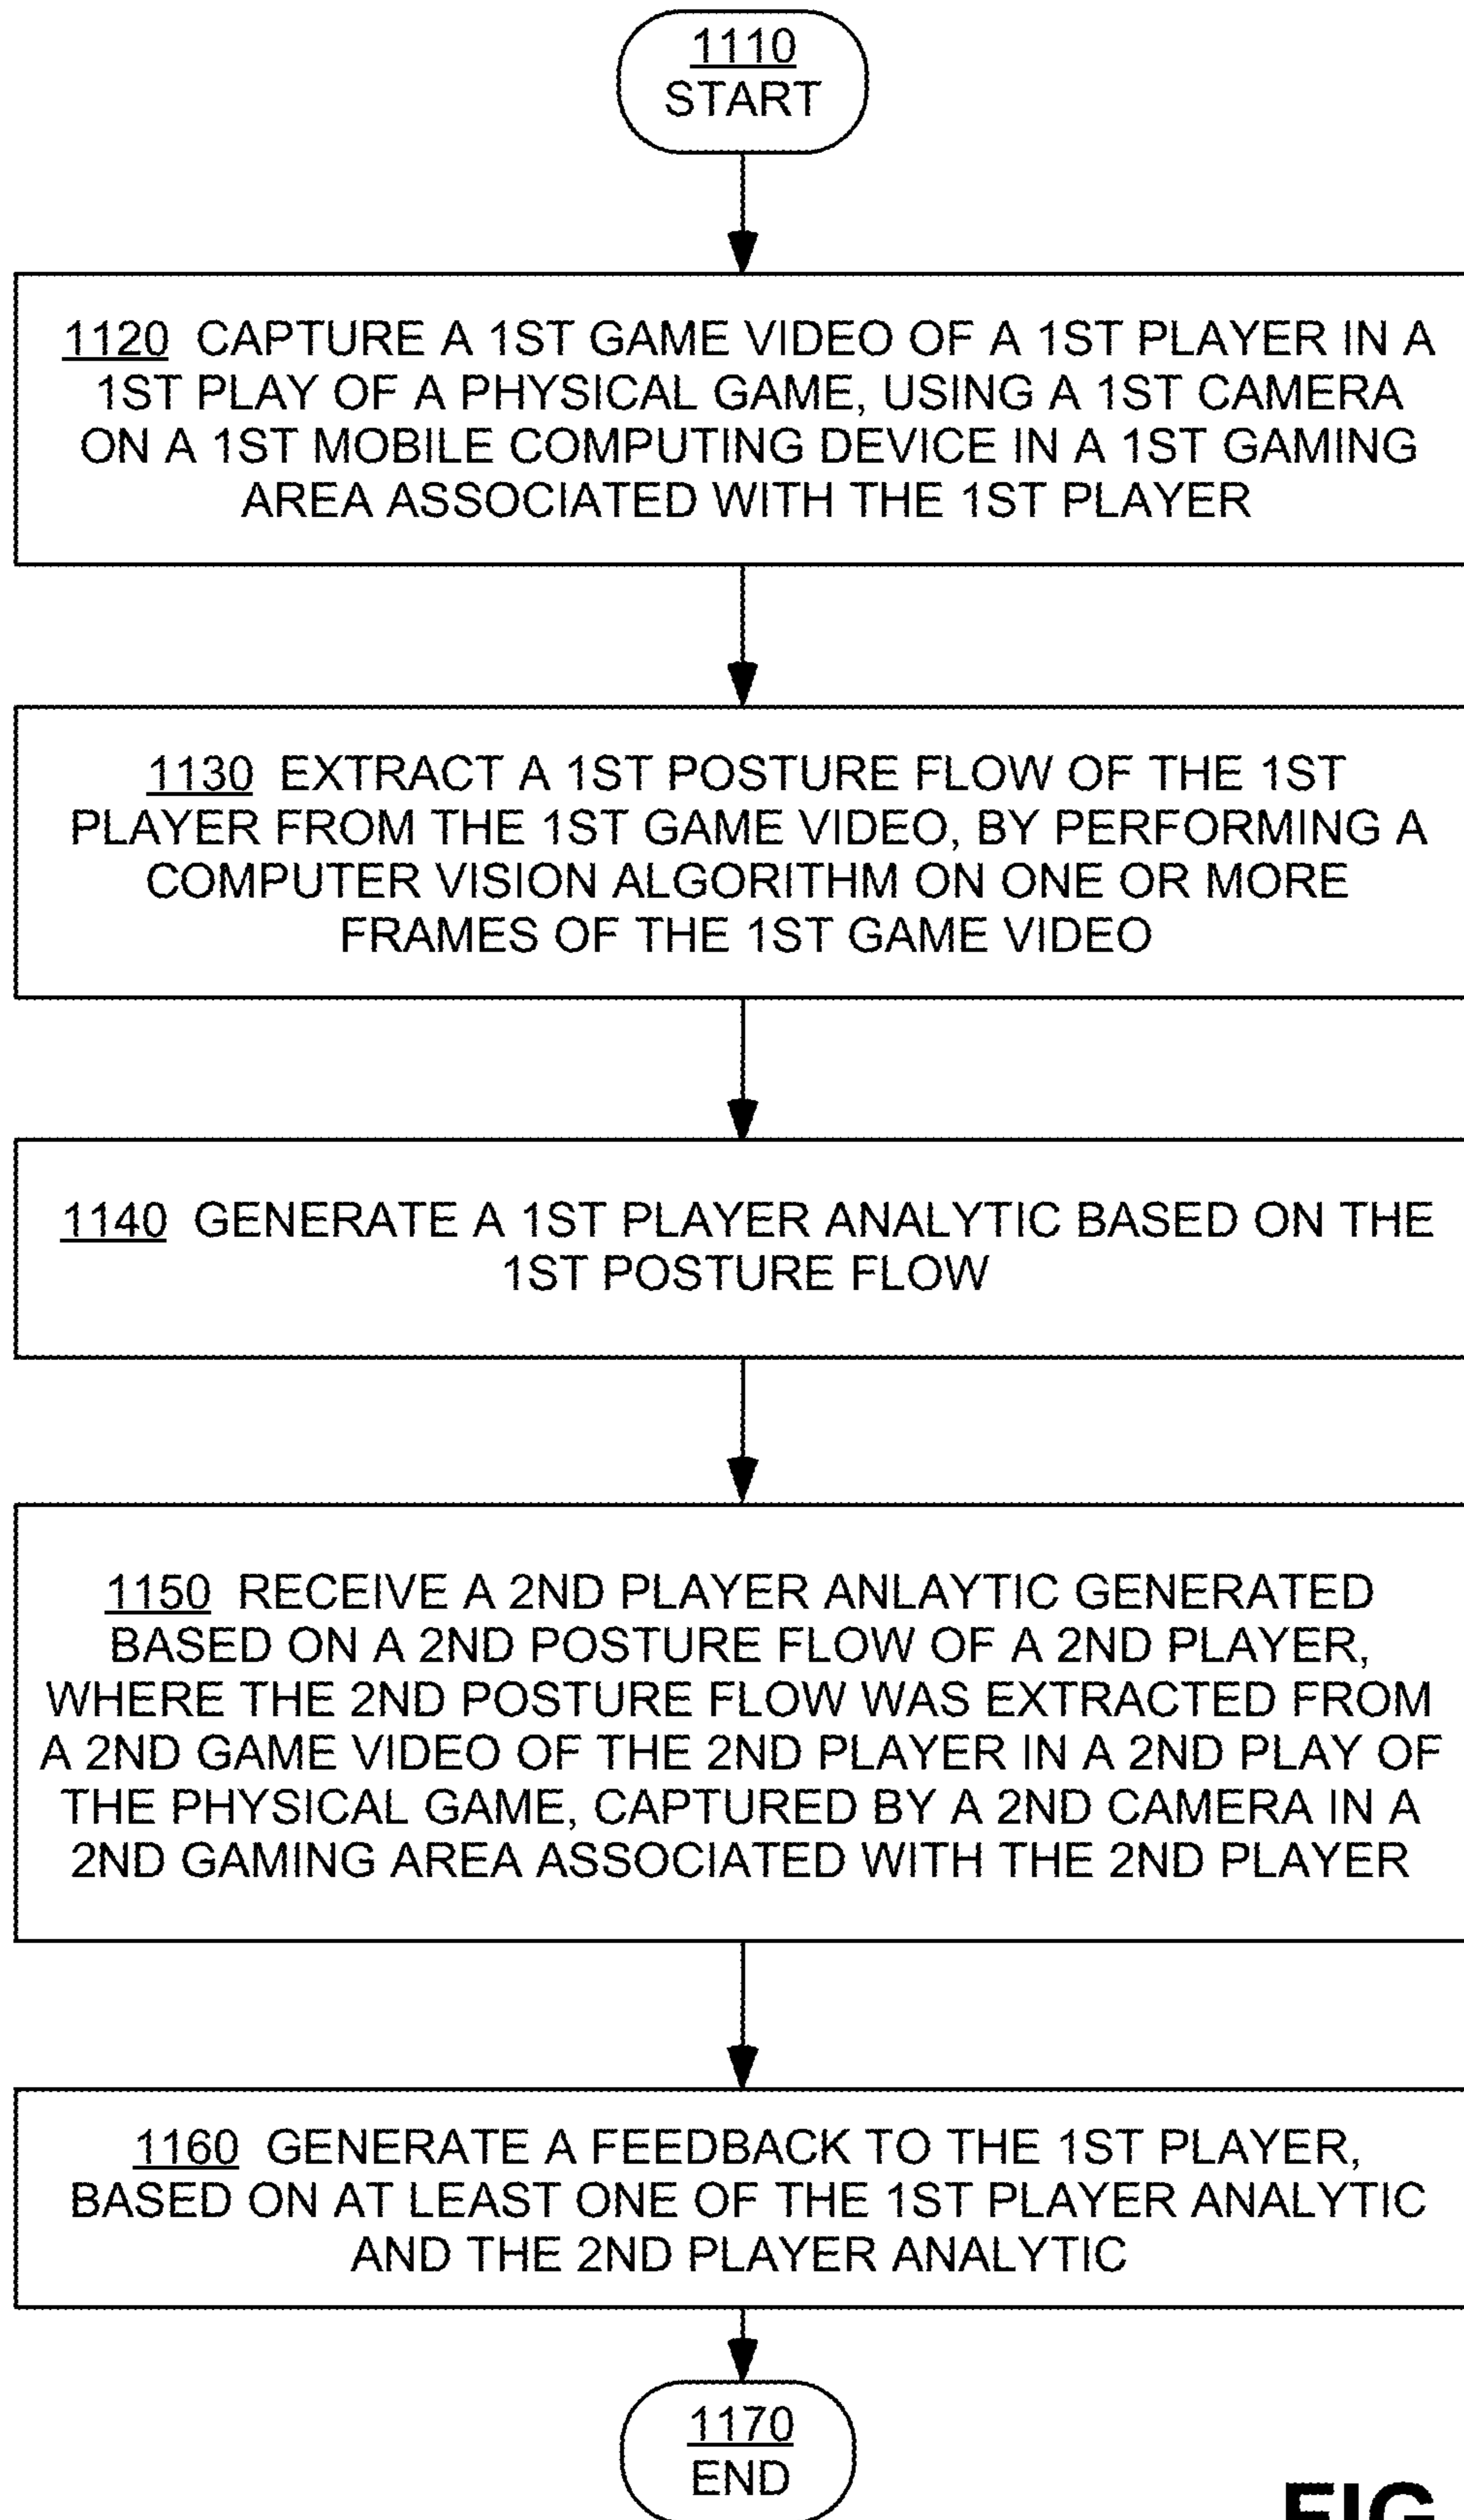 1110
START
1120 CAPTURE A 1ST GAME VIDEO OF A 1ST PLAYER IN A
1ST PLAY OF A PHYSICAL GAME, USING A 1ST CAMERA
ON A 1ST MOBILE COMPUTING DEVICE IN A 1ST GAMING
AREA ASSOCIATED WITH THE 1ST PLAYER
1130 EXTRACT A 1ST POSTURE FLOW OF THE 1ST
PLAYER FROM THE 1ST GAME VIDEO, BY PERFORMING A
COMPUTER VISION ALGORITHM ON ONE OR MORE
FRAMES OF THE 1ST GAME VIDEO
1140 GENERATE A 1ST PLAYER ANALYTIC BASED ON THE
1ST POSTURE FLOW
1150 RECEIVE A 2ND PLAYER ANLAYTIC GENERATED
BASED ON A 2ND POSTURE FLOW OF A 2ND PLAYER,
WHERE THE 2ND POSTURE FLOW WAS EXTRACTED FROM
A 2ND GAME VIDEO OF THE 2ND PLAYER IN A 2ND PLAY OF
THE PHYSICAL GAME, CAPTURED BY A 2ND CAMERA IN A
2ND GAMING AREA ASSOCIATED WITH THE 2ND PLAYER
1160 GENERATE A FEEDBACK TO THE 1ST PLAYER,
BASED ON AT LEAST ONE OF THE 1ST PLAYER ANALYTIC
AND THE 2ND PLAYER ANALYTIC
1170
END
FIG